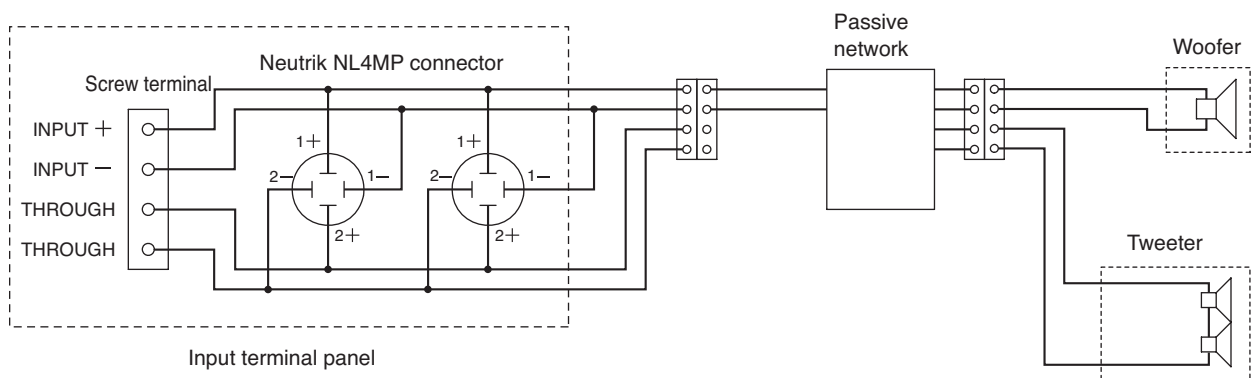 Passive
network
Woofer
Neutrik NL4MP connector
Screw terminal
INPUT +
INPUT −
THROUGH
THROUGH
1+
2−
1−
2+
1+
2−
1−
2+
Tweeter
Input terminal panel